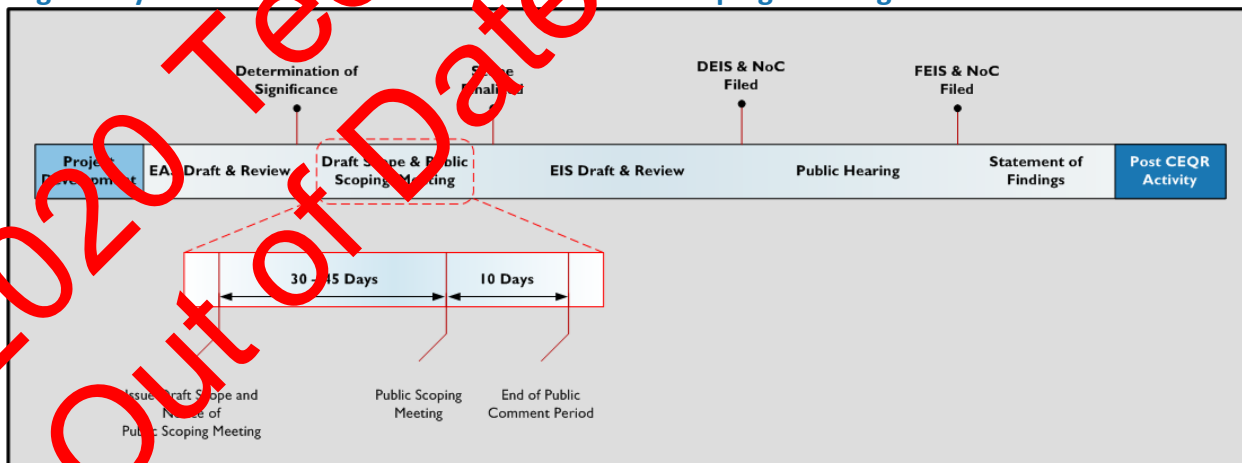 Determination of
Significance
DEIS & NoC
Filed
FEIS & NoC
Filed
Project
Development
EAS Draft & Review
Draft Scope & Public
Scoping Meeting
EIS Draft & Review
Public Hearing
Statement of
Findings
Post CEQR
Activity
Scope
Finalized
30 – 45 Days
10 Days
Issue Draft Scope and
Notice of
Public Scoping Meeting
Public Scoping
Meeting
End of Public
Comment Period
2020 Tec
Out of Date